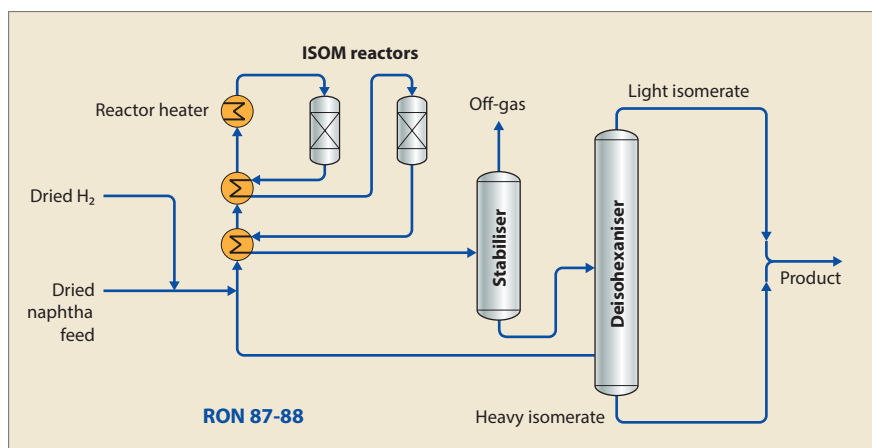 ISOM reactors
Reactor heater
Off-gas
Light isomerate
Dried H₂
Stabiliser
Deisohexaniser
Product
Dried
naphtha
feed
RON 87-88
Heavy isomerate